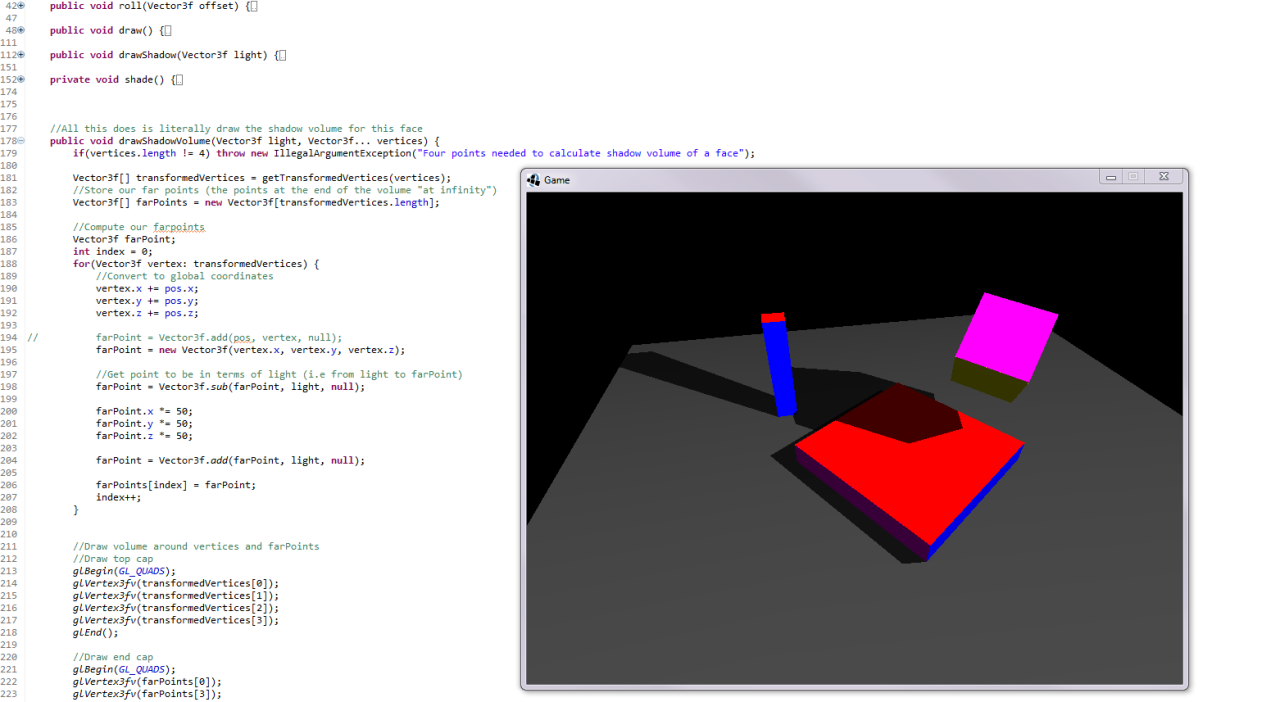 42 public void roll(Vector3f offset) {
47
48 public void draw() {
111
112 public void drawShadow(Vector3f light) {
151
152 private void shade() {
174
175
176
177 //All this does is literally draw the shadow volume for this face
178 public void drawShadowVolume(Vector3f light, Vector3f... vertices) {
179 if(vertices.length != 4) throw new IllegalArgumentException("Four points needed to calculate shadow volume of a face");
180
181 Vector3f[] transformedVertices = getTransformedVertices(vertices);
182 //Store our far points (the points at the end of the volume "at infinity")
183 Vector3f[] farPoints = new Vector3f[transformedVertices.length];
184
185 //Compute our farpoints
186 Vector3f farPoint;
187 int index = 0;
188 for(Vector3f vertex: transformedVertices) {
189 //Convert to global coordinates
190 vertex.x += pos.x;
191 vertex.y += pos.y;
192 vertex.z += pos.z;
193
194 // farPoint = Vector3f.add(pos, vertex, null);
195 farPoint = new Vector3f(vertex.x, vertex.y, vertex.z);
196
197 //Get point to be in terms of light (i.e from light to farPoint)
198 farPoint = Vector3f.sub(farPoint, light, null);
199
200 farPoint.x *= 50;
201 farPoint.y *= 50;
202 farPoint.z *= 50;
203
204 farPoint = Vector3f.add(farPoint, light, null);
205
206 farPoints[index] = farPoint;
207 index++;
208 }
209
210
211 //Draw volume around vertices and farPoints
212 //Draw top cap
213 glBegin(GL_QUADS);
214 glVertex3fv(transformedVertices[0]);
215 glVertex3fv(transformedVertices[1]);
216 glVertex3fv(transformedVertices[2]);
217 glVertex3fv(transformedVertices[3]);
218 glEnd();
219
220 //Draw end cap
221 glBegin(GL_QUADS);
222 glVertex3fv(farPoints[0]);
223 glVertex3fv(farPoints[3]);
Game